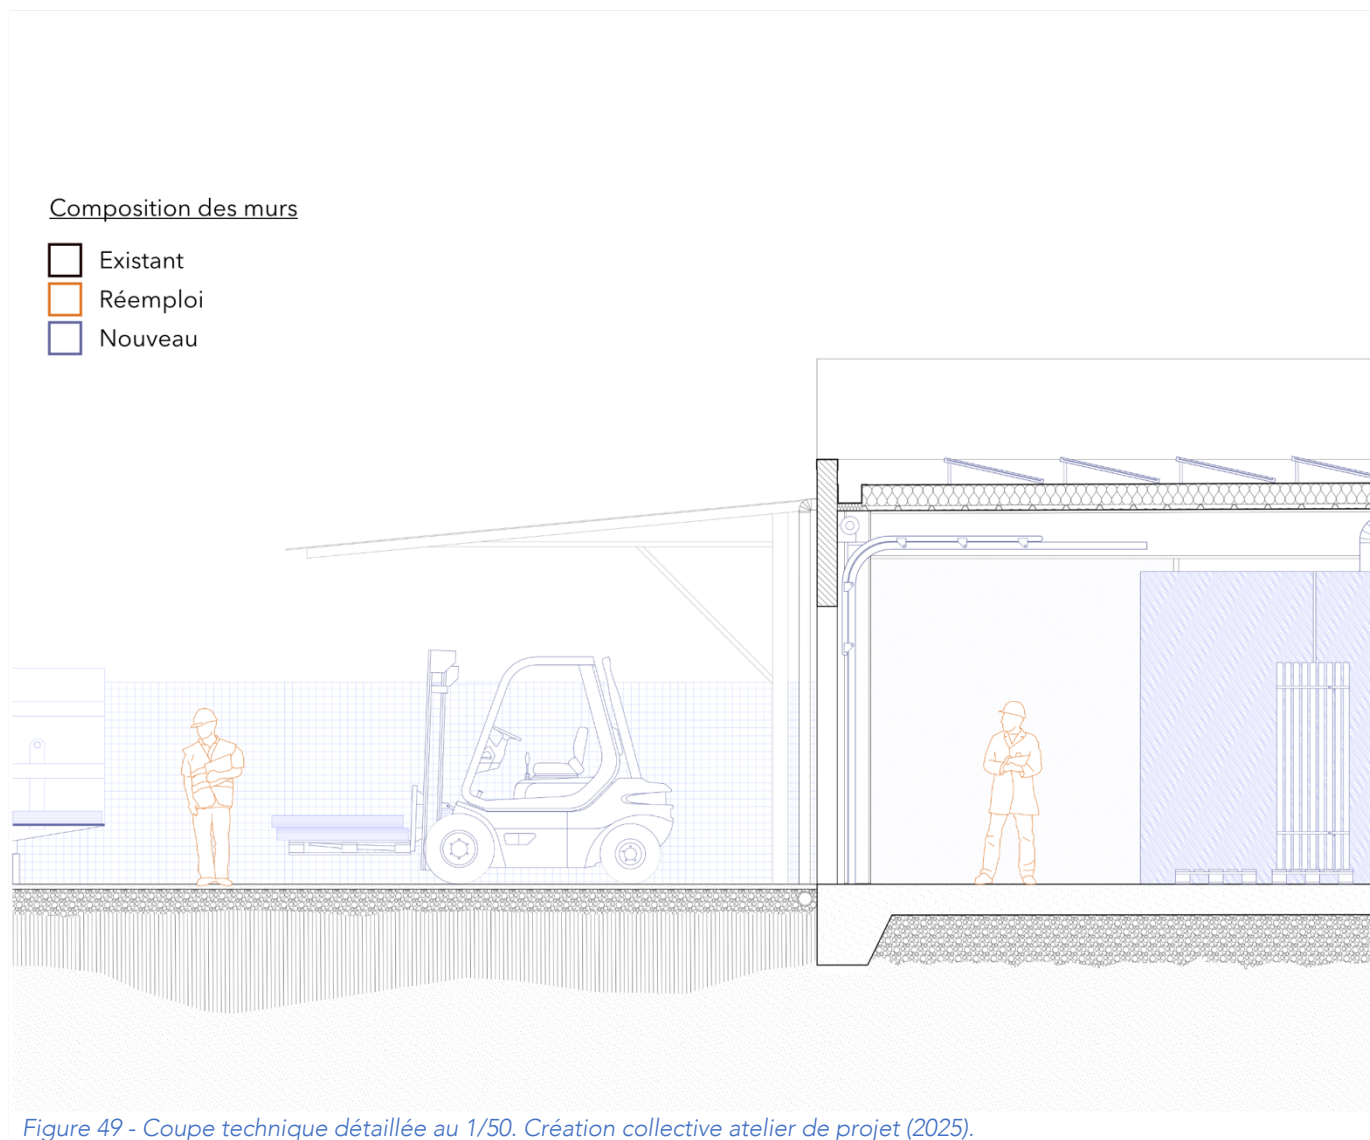 Composition des murs
Existant
Réemploi
Nouveau
Figure 49 - Coupe technique détaillée au 1/50. Création collective atelier de projet (2025).